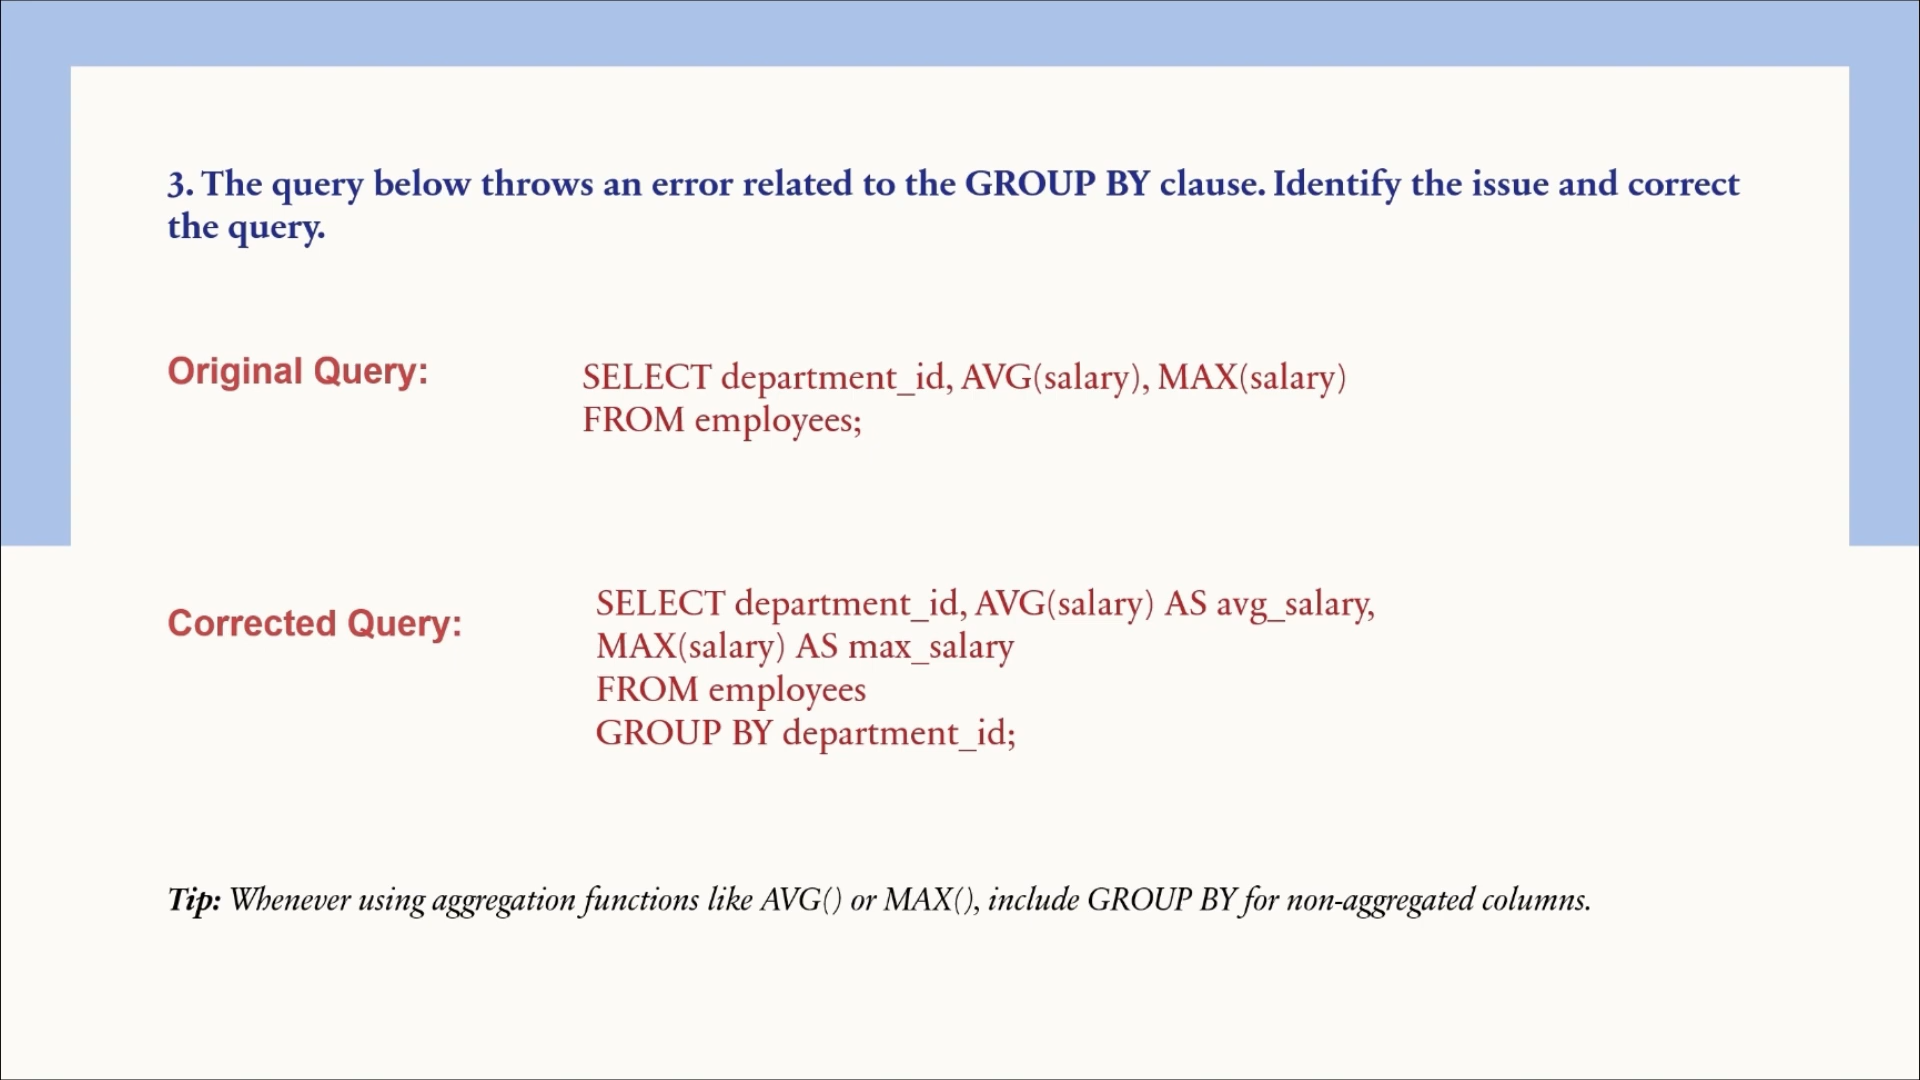 3. The query below throws an error related to the GROUP BY clause. Identify the issue and correct
the query.
Original Query:
SELECT department_id, AVG(salary), MAX(salary)
FROM employees;
Corrected Query:
SELECT department_id, AVG(salary) AS avg_salary,
MAX(salary) AS max_salary
FROM employees
GROUP BY department_id;
Tip: Whenever using aggregation functions like AVG() or MAX(), include GROUP BY for non-aggregated columns.